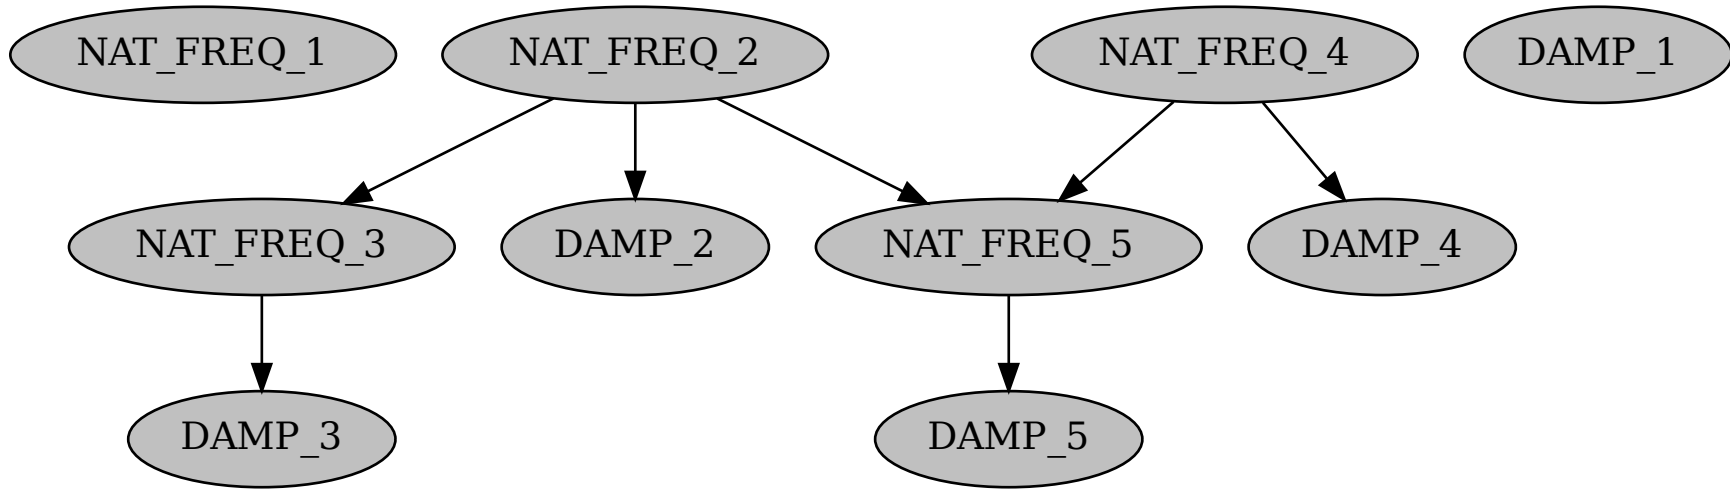 NAT_FREQ_1
NAT_FREQ_2
NAT_FREQ_4
DAMP_1
NAT_FREQ_3
DAMP_2
NAT_FREQ_5
DAMP_4
DAMP_3
DAMP_5